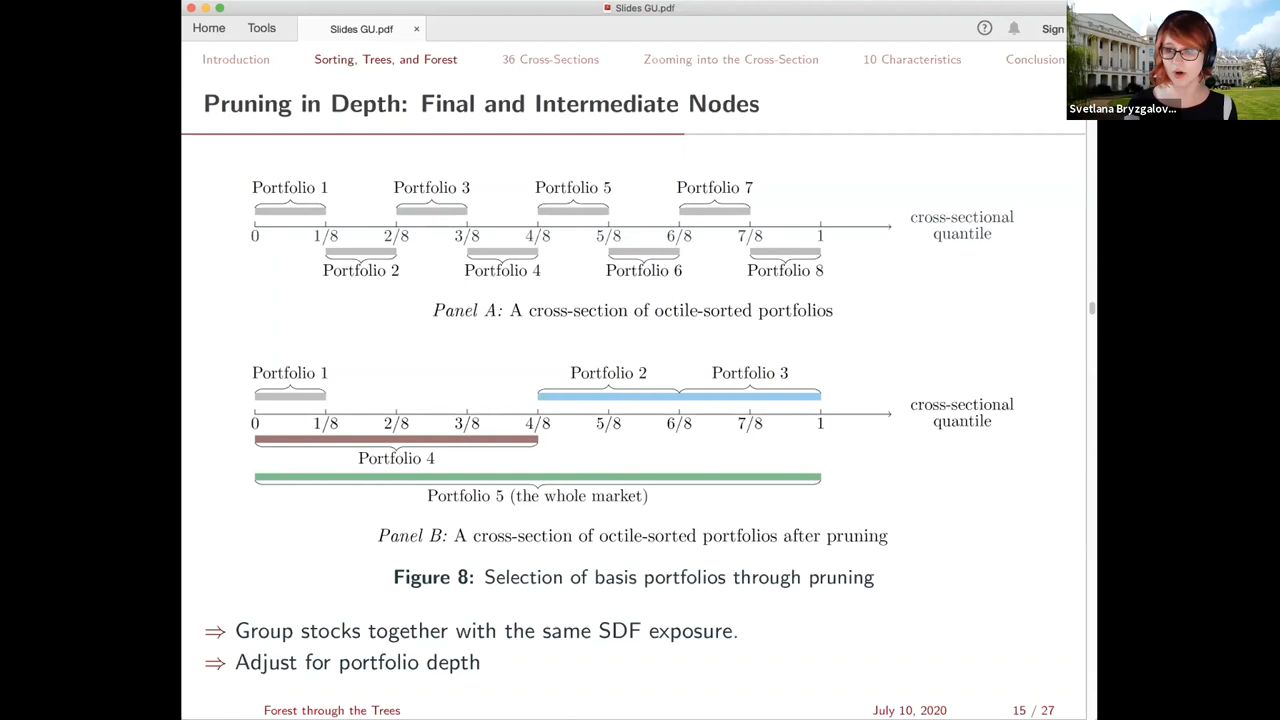 Slides GU.pdf
Home Tools Slides GU.pdf × ? Sign
Svetlana Bryzgalov...
Introduction Sorting, Trees, and Forest 36 Cross-Sections Zooming into the Cross-Section 10 Characteristics Conclusion
Pruning in Depth: Final and Intermediate Nodes
Portfolio 1 Portfolio 3 Portfolio 5 Portfolio 7
0 1/8 2/8 3/8 4/8 5/8 6/8 7/8 1
cross-sectional
quantile
Portfolio 2 Portfolio 4 Portfolio 6 Portfolio 8
Panel A: A cross-section of octile-sorted portfolios
Portfolio 1 Portfolio 2 Portfolio 3
0 1/8 2/8 3/8 4/8 5/8 6/8 7/8 1
cross-sectional
quantile
Portfolio 4
Portfolio 5 (the whole market)
Panel B: A cross-section of octile-sorted portfolios after pruning
Figure 8: Selection of basis portfolios through pruning
⇒ Group stocks together with the same SDF exposure.
⇒ Adjust for portfolio depth
Forest through the Trees July 10, 2020 15 / 27